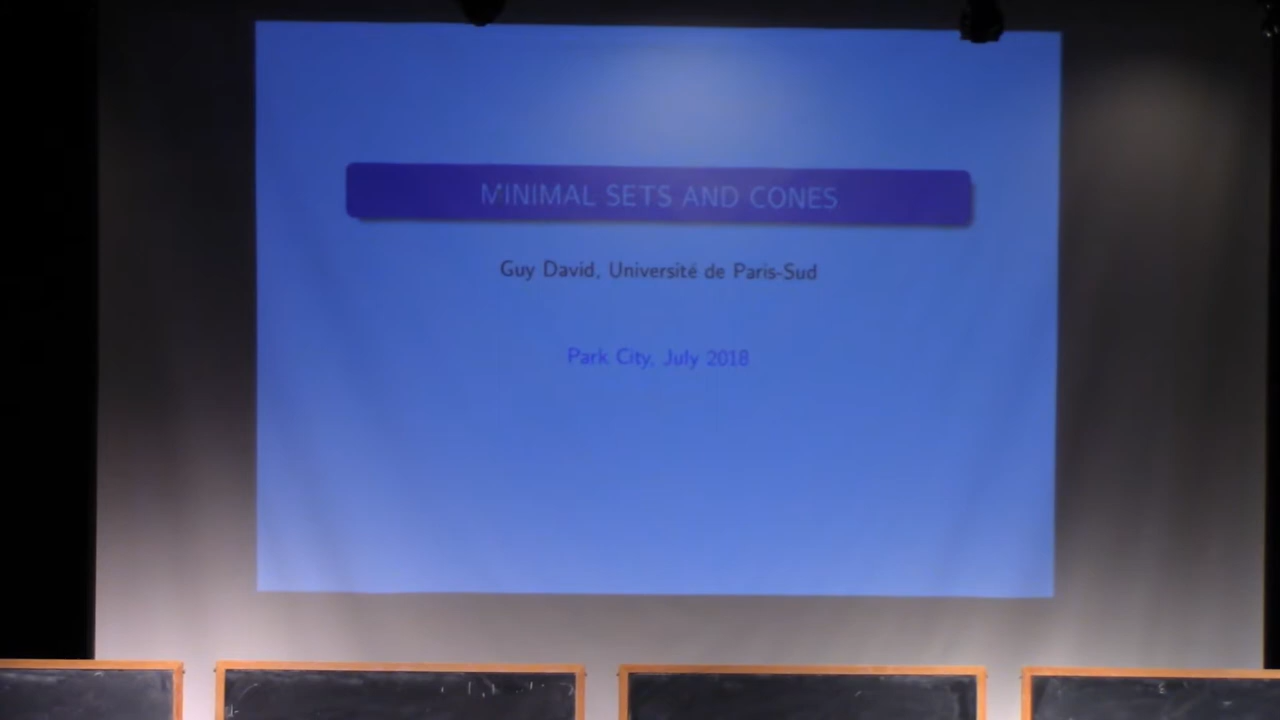 MINIMAL SETS AND CONES
Guy David, Université de Paris-Sud
Park City, July 2018